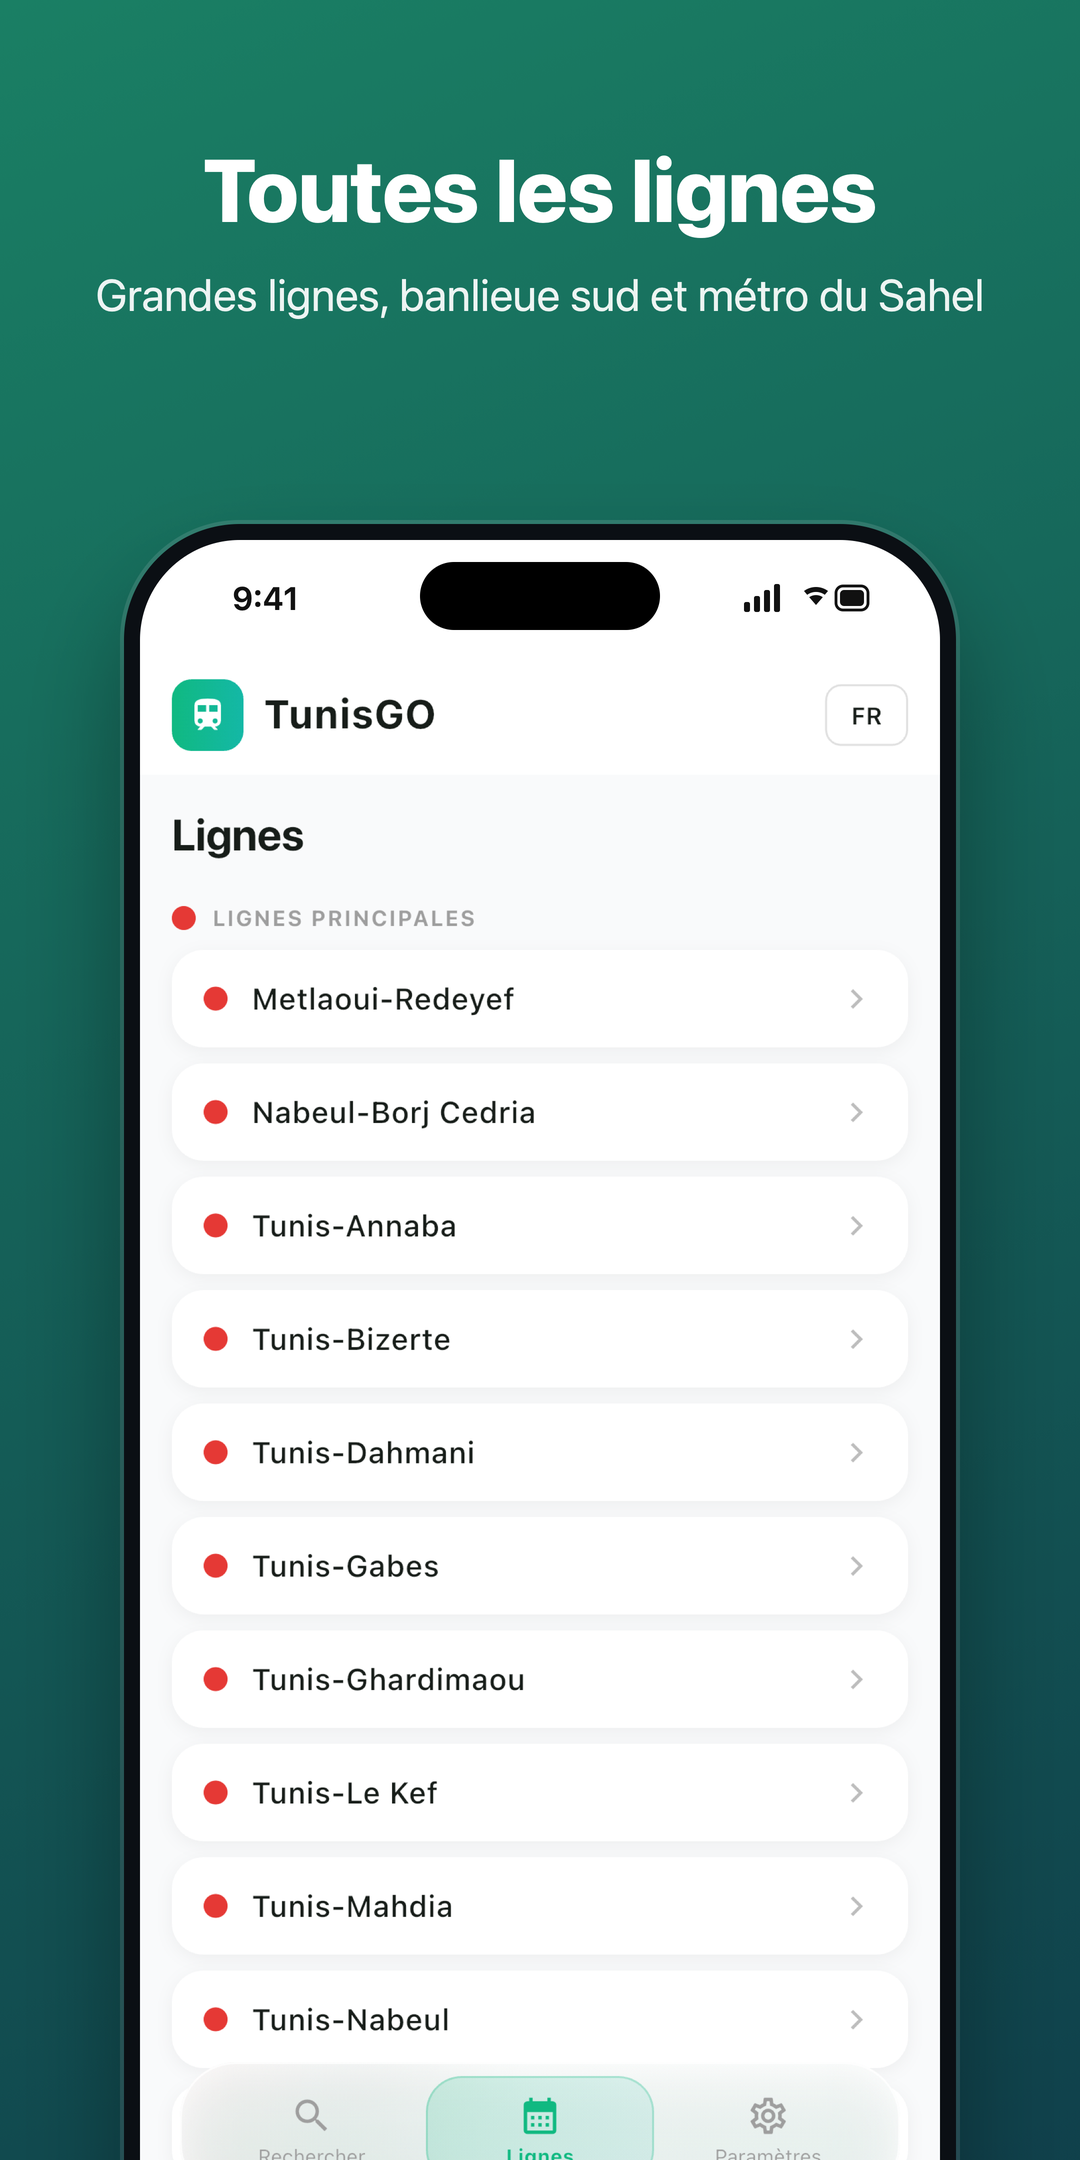 Toutes les lignes
Grandes lignes, banlieue sud et métro du Sahel
9:41
TunisGO
FR
Lignes
LIGNES PRINCIPALES
Metlaoui-Redeyef
Nabeul-Borj Cedria
Tunis-Annaba
Tunis-Bizerte
Tunis-Dahmani
Tunis-Gabes
Tunis-Ghardimaou
Tunis-Le Kef
Tunis-Mahdia
Tunis-Nabeul
Rechercher
Lignes
Paramètres